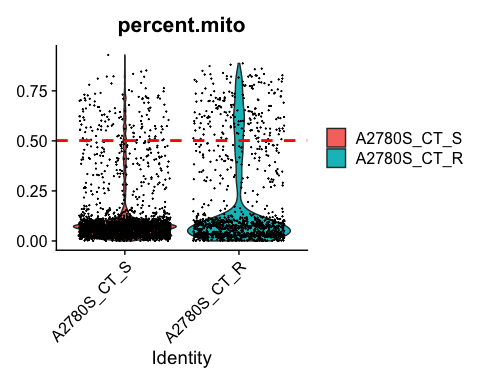 percent.mito
0.75
0.50
0.25
0.00
A2780S_CT_S
A2780S_CT_R
Identity
A2780S_CT_S
A2780S_CT_R